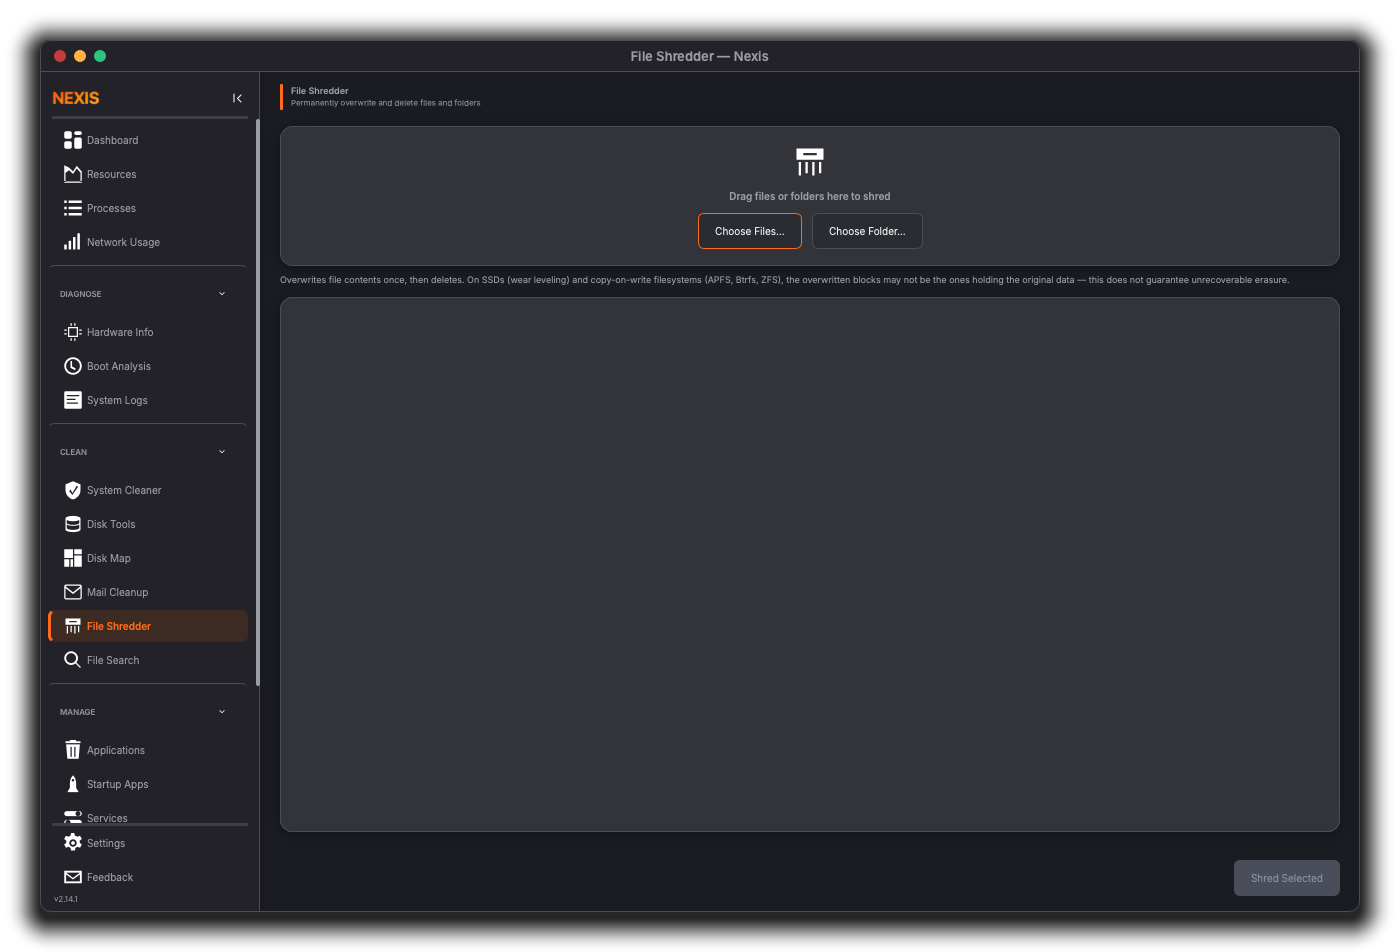 File Shredder — Nexis
NEXIS
Dashboard
Resources
Processes
Network Usage
DIAGNOSE
Hardware Info
Boot Analysis
System Logs
CLEAN
System Cleaner
Disk Tools
Disk Map
Mail Cleanup
File Shredder
File Search
MANAGE
Applications
Startup Apps
Services
Settings
Feedback
v2.14.1
File Shredder
Permanently overwrite and delete files and folders
Drag files or folders here to shred
Choose Files...
Choose Folder...
Overwrites file contents once, then deletes. On SSDs (wear leveling) and copy-on-write filesystems (APFS, Btrfs, ZFS), the overwritten blocks may not be the ones holding the original data — this does not guarantee unrecoverable erasure.
Shred Selected